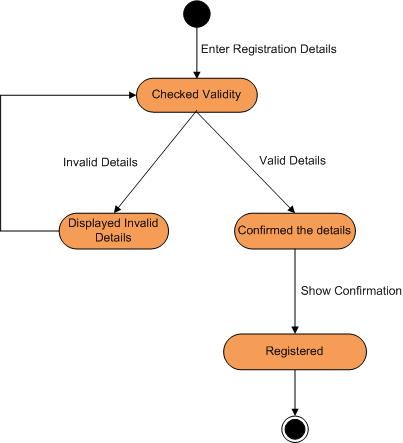 Enter Registration Details
Checked Validity
Invalid Details
Valid Details
Displayed Invalid
Details
Confirmed the details
Show Confirmation
Registered